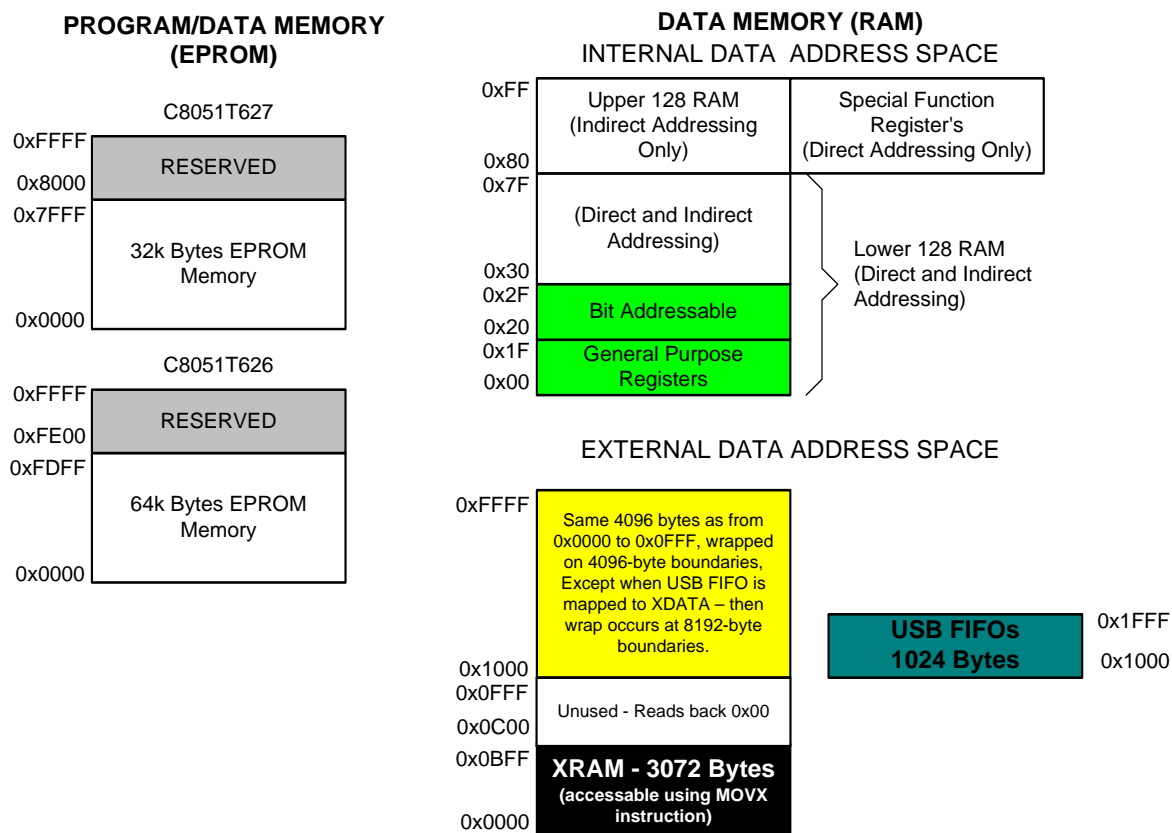 PROGRAM/DATA MEMORY
(EPROM)
C8051T627
0xFFFF
RESERVED
0x8000
0x7FFF
32k Bytes EPROM
Memory
0x0000
C8051T626
0xFFFF
RESERVED
0xFE00
0xFDFF
64k Bytes EPROM
Memory
0x0000
DATA MEMORY (RAM)
INTERNAL DATA ADDRESS SPACE
0xFF
Upper 128 RAM
(Indirect Addressing
Only)
0x80
Special Function
Register's
(Direct Addressing Only)
0x7F
(Direct and Indirect
Addressing)
0x30
Lower 128 RAM
(Direct and Indirect
Addressing)
0x2F
Bit Addressable
0x20
0x1F
General Purpose
Registers
0x00
EXTERNAL DATA ADDRESS SPACE
0xFFFF
Same 4096 bytes as from
0x0000 to 0x0FFF, wrapped
on 4096-byte boundaries,
Except when USB FIFO is
mapped to XDATA – then
wrap occurs at 8192-byte
boundaries.
0x1000
USB FIFOs
1024 Bytes
0x1FFF
0x1000
0x0FFF
Unused - Reads back 0x00
0x0C00
0x0BFF
XRAM - 3072 Bytes
(accessable using MOVX
instruction)
0x0000